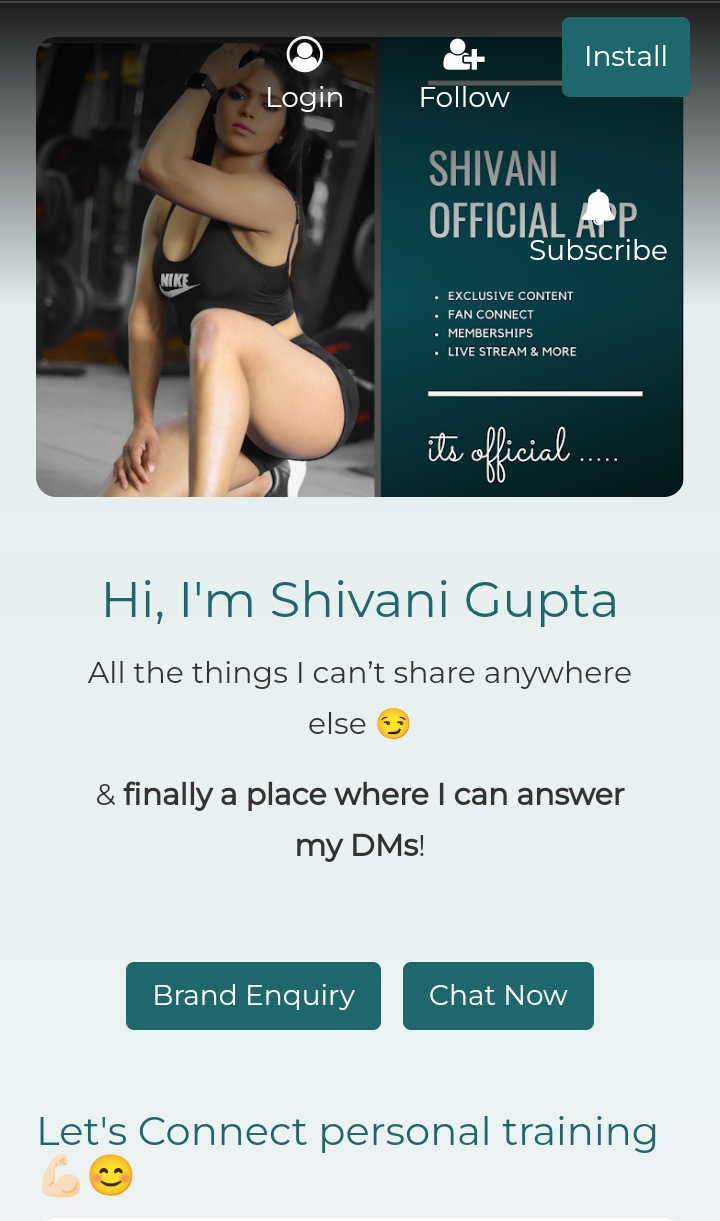 Login
Follow
Install
NIKE
SHIVANI
OFFICIAL APP
Subscribe
• EXCLUSIVE CONTENT
• FAN CONNECT
• MEMBERSHIPS
• LIVE STREAM & MORE
its official .....
Hi, I'm Shivani Gupta
All the things I can’t share anywhere
else 😏
& finally a place where I can answer
my DMs!
Brand Enquiry
Chat Now
Let's Connect personal training
💪🏻😊